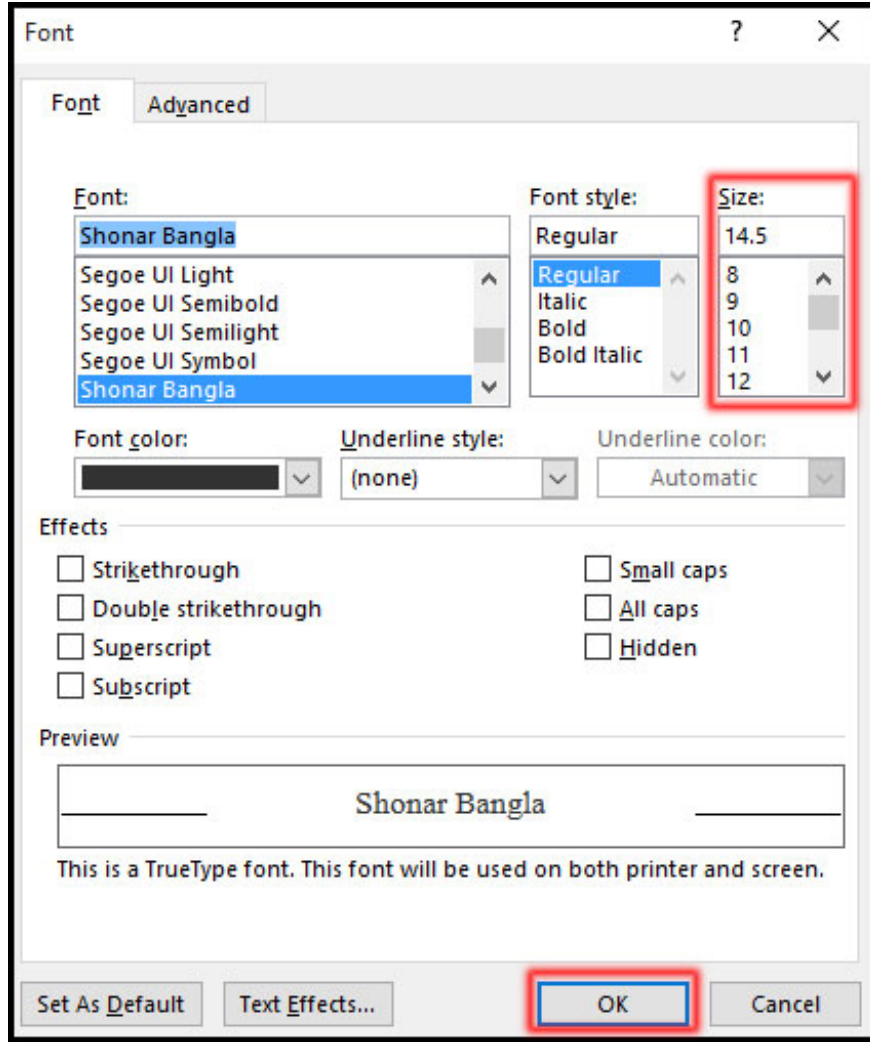 Font ?
Font Advanced
Font: Font style: Size:
Shonar Bangla Regular 14.5
Segoe UI Light Regular 8
Segoe UI Semibold Italic 9
Segoe UI Semilight Bold 10
Segoe UI Symbol Bold Italic 11
Shonar Bangla 12
Font color: Underline style: Underline color:
(none) Automatic
Effects
Strikethrough Small caps
Double strikethrough All caps
Superscript Hidden
Subscript
Preview
Shonar Bangla
This is a TrueType font. This font will be used on both printer and screen.
Set As Default Text Effects... OK Cancel